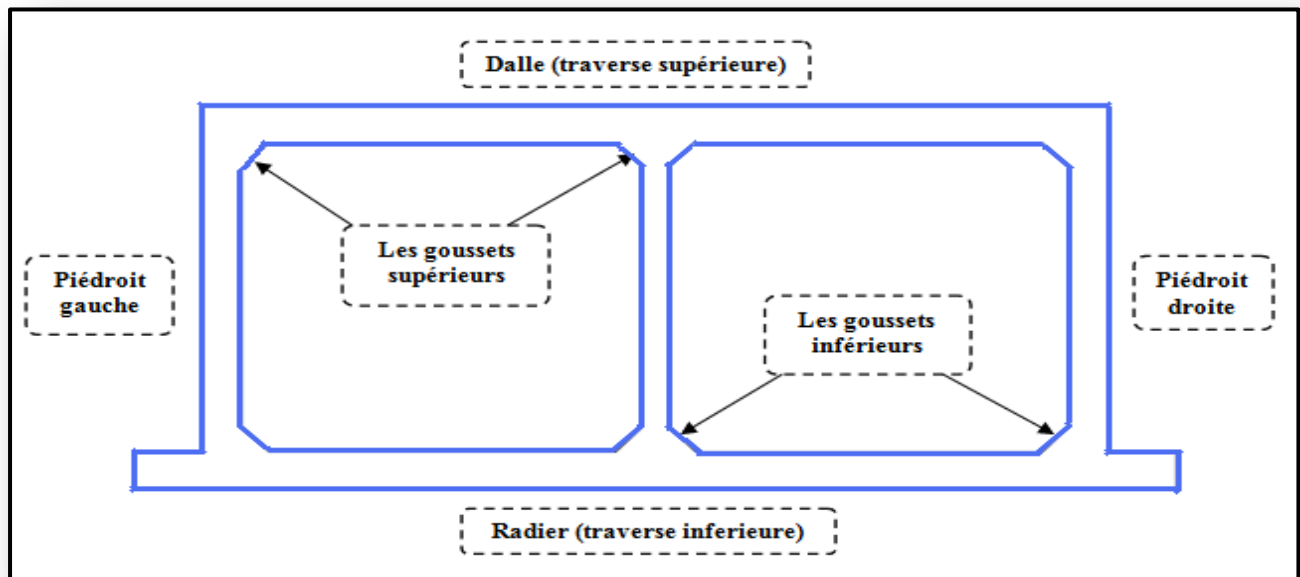 Dalle (traverse supérieure)
Les goussets
supérieurs
Piédroit
gauche
Piédroit
droite
Les goussets
inférieurs
Radier (traverse inferieure)